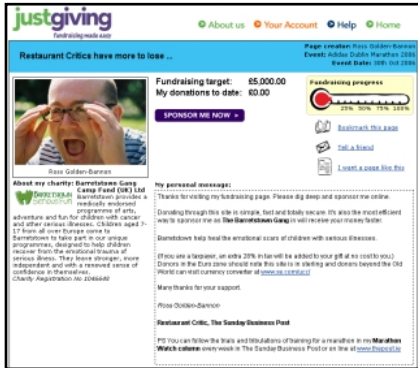 justgiving
fundraising made easy
About us
Your Account
Help
Home
Restaurant Critics have more to lose ..
Page creator: Ross Golden-Bannon
Event: Adidas Dublin Marathon 2006
Event Date: 30th Oct 2006
Fundraising target: £5,000.00
My donations to date: £0.00
SPONSOR ME NOW >
Fundraising progress
25% 50% 75% 100%
Bookmark this page
Tell a friend
I want a page like this
Ross Golden-Bannon
About my charity: Barretstown Gang
Camp Fund (UK) Ltd
Barretstown provides a
medically endorsed
programme of arts,
adventure and fun for children with cancer
and other serious illnesses. Children aged 7-
17 from all over Europe come to
Barretstown to take part in our unique
programmes, designed to help children
recover from the emotional trauma of
serious illness. They leave stronger, more
independent and with a renewed sense of
confidence in themselves.
Charity Registration No 1046646
My personal message:
Thanks for visiting my fundraising page. Please dig deep and sponsor me online.
Donating through this site is simple, fast and totally secure. It's also the most efficient
way to sponsor me as The Barretstown Gang in will receive your money faster.
Barretstown help heal the emotional scars of children with serious illnesses.
(If you are a taxpayer, an extra 28% in tax will be added to your gift at no cost to you.)
Donors in the Euro zone should note this site is in sterling and donors beyond the Old
World can visit currency converter at www.xe.com/ucc/
Many thanks for your support.
Ross Golden-Bannon
Restaurant Critic, The Sunday Business Post
PS You can follow the trials and tribulations of training for a marathon in my Marathon
Watch column every week in The Sunday Business Post or on line at www.thepost.ie